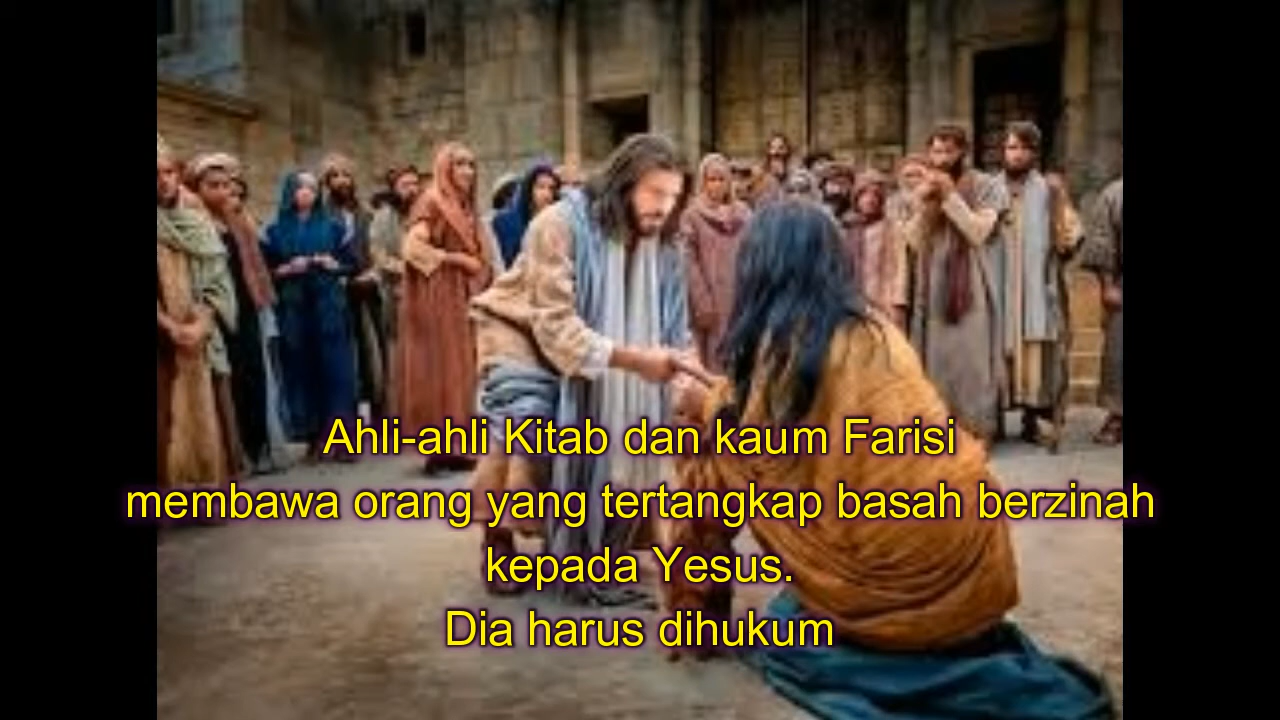 Ahli-ahli Kitab dan kaum Farisi
membawa orang yang tertangkap basah berzinah
kepada Yesus.
Dia harus dihukum